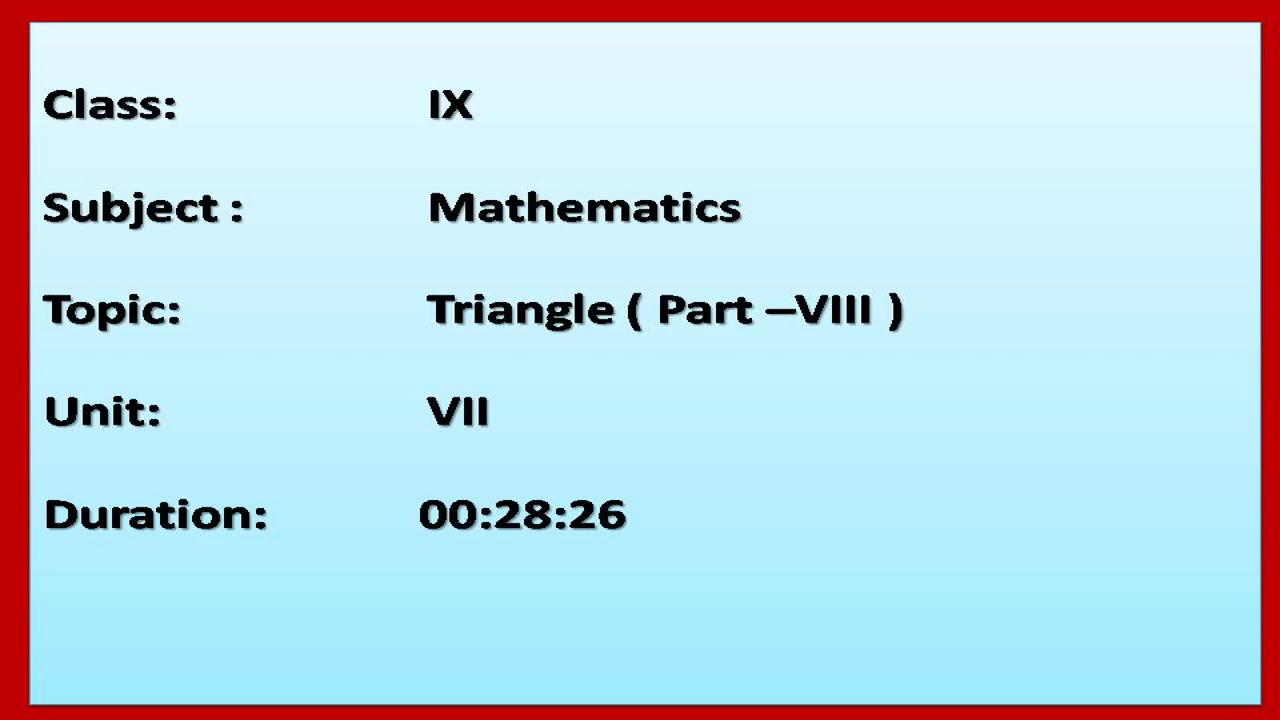 Class: IX
Subject : Mathematics
Topic: Triangle ( Part –VIII )
Unit: VII
Duration: 00:28:26